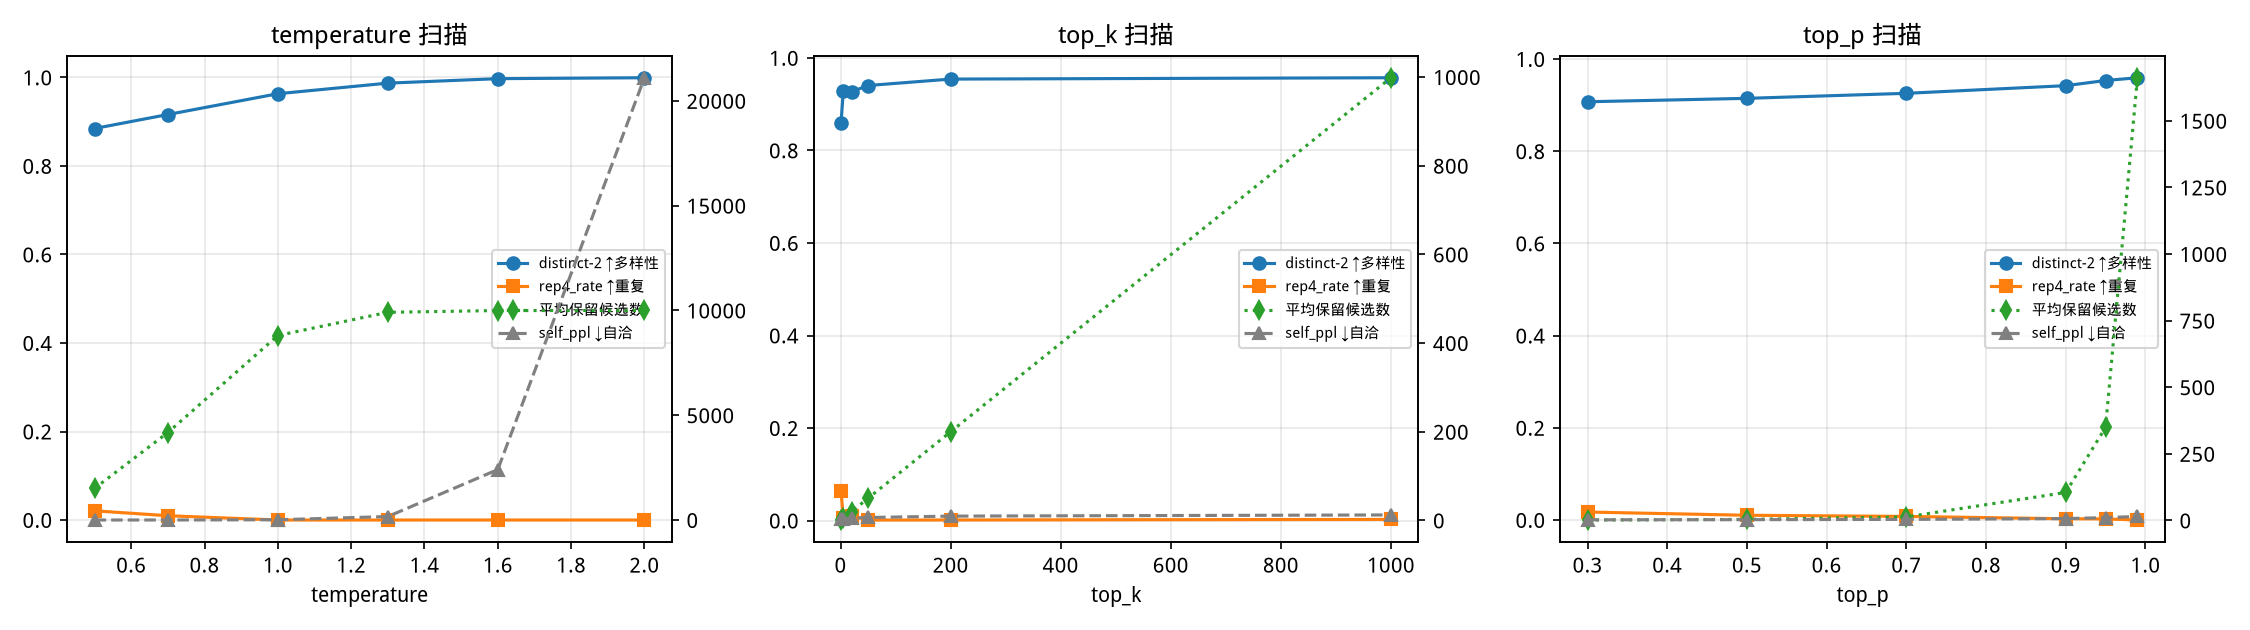 temperature 扫描
1.0
0.8
0.6
0.4
0.2
0.0
20000
15000
10000
5000
0
distinct-2 ↑多样性
rep4_rate ↑重复
平均保留候选数
self_ppl ↓自洽
0.6 0.8 1.0 1.2 1.4 1.6 1.8 2.0
temperature
top_k 扫描
1.0
0.8
0.6
0.4
0.2
0.0
1000
800
600
400
200
0
distinct-2 ↑多样性
rep4_rate ↑重复
平均保留候选数
self_ppl ↓自洽
0 200 400 600 800 1000
top_k
top_p 扫描
1.0
0.8
0.6
0.4
0.2
0.0
1500
1250
1000
750
500
250
0
distinct-2 ↑多样性
rep4_rate ↑重复
平均保留候选数
self_ppl ↓自洽
0.3 0.4 0.5 0.6 0.7 0.8 0.9 1.0
top_p